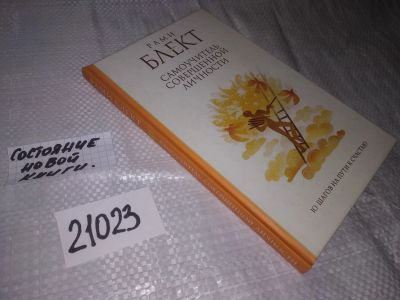 РАМИ
БЛЕКТ
САМОУЧИТЕЛЬ
СОВЕРШЕННОЙ
ЛИЧНОСТИ
10 ШАГОВ НА ПУТИ К СЧАСТЬЮ
СОСТОЯНИЕ
НОВОЙ
КНИГИ.
21023